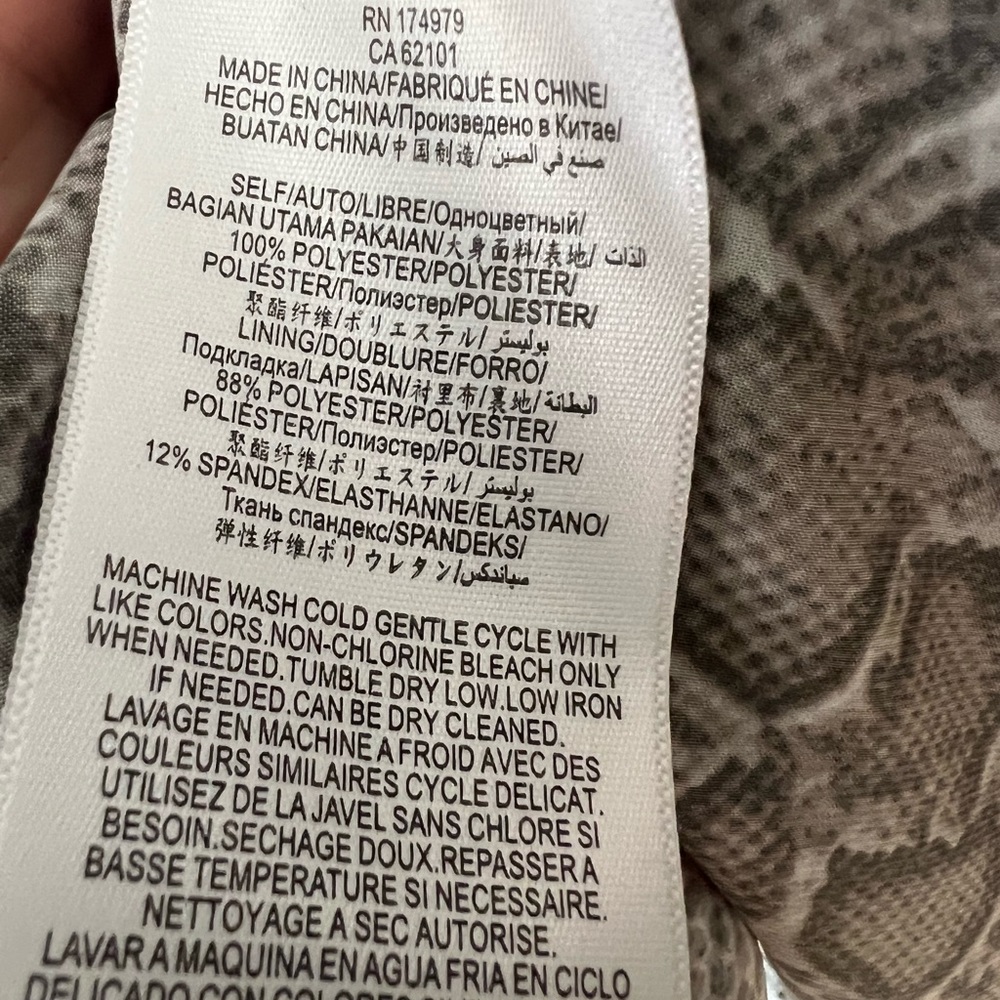 RN 174979
CA 62101
MADE IN CHINA/FABRIQUÉ EN CHINE/
HECHO EN CHINA/Произведено в Китае/
BUATAN CHINA/中国制造/ صنع في الصين
SELF/AUTO/LIBRE/Одноцветный/
BAGIAN UTAMA PAKAIAN/大身面料/表地/ الذات
100% POLYESTER/POLYESTER/
POLIÉSTER/Полиэстер/POLIESTER/
聚酯纤维/ポリエステル/ بوليستر
LINING/DOUBLURE/FORRO/
Подкладка/LAPISAN/衬里布/裏地/ البطانة
88% POLYESTER/POLYESTER/
POLIÉSTER/Полиэстер/POLIESTER/
聚酯纤维/ポリエステル/ بوليستر
12% SPANDEX/ELASTHANNE/ELASTANO/
Ткань спандекс/SPANDEKS/
弹性纤维/ポリウレタン/سباندكس
MACHINE WASH COLD GENTLE CYCLE WITH
LIKE COLORS.NON-CHLORINE BLEACH ONLY
WHEN NEEDED.TUMBLE DRY LOW.LOW IRON
IF NEEDED.CAN BE DRY CLEANED.
LAVAGE EN MACHINE A FROID AVEC DES
COULEURS SIMILAIRES CYCLE DELICAT.
UTILISEZ DE LA JAVEL SANS CHLORE SI
BESOIN.SECHAGE DOUX.REPASSER A
BASSE TEMPERATURE SI NECESSAIRE.
NETTOYAGE A SEC AUTORISE.
LAVAR A MAQUINA EN AGUA FRIA EN CICLO
DELICADO CON COLORES